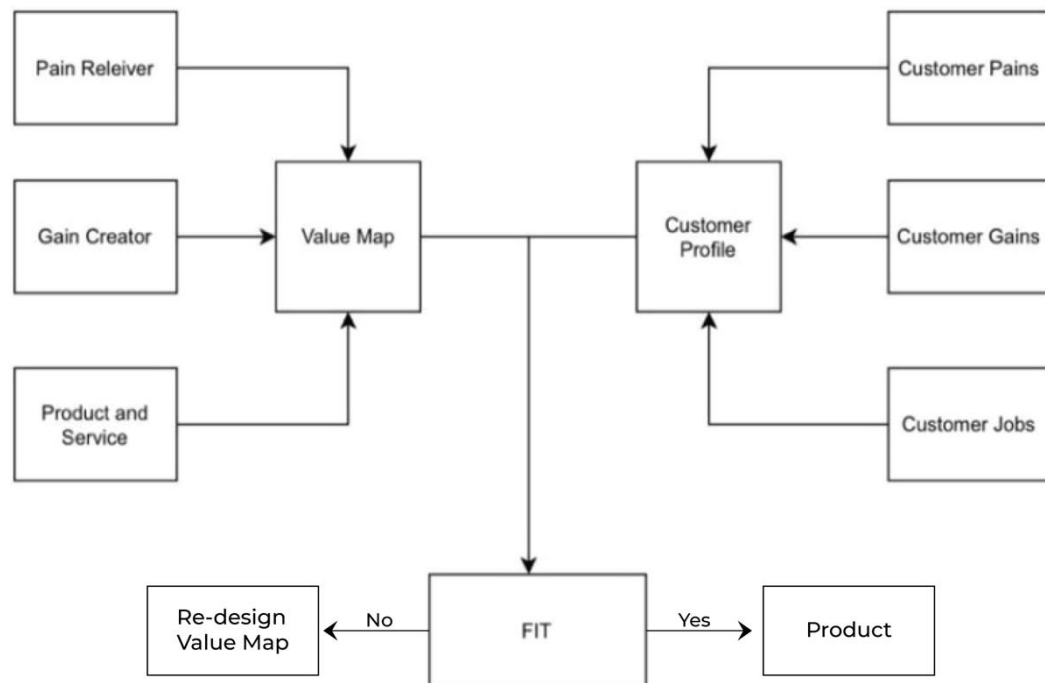 Pain Releiver
Customer Pains
Gain Creator
Value Map
Customer
Profile
Customer Gains
Product and
Service
Customer Jobs
Re-design
Value Map
No
FIT
Yes
Product